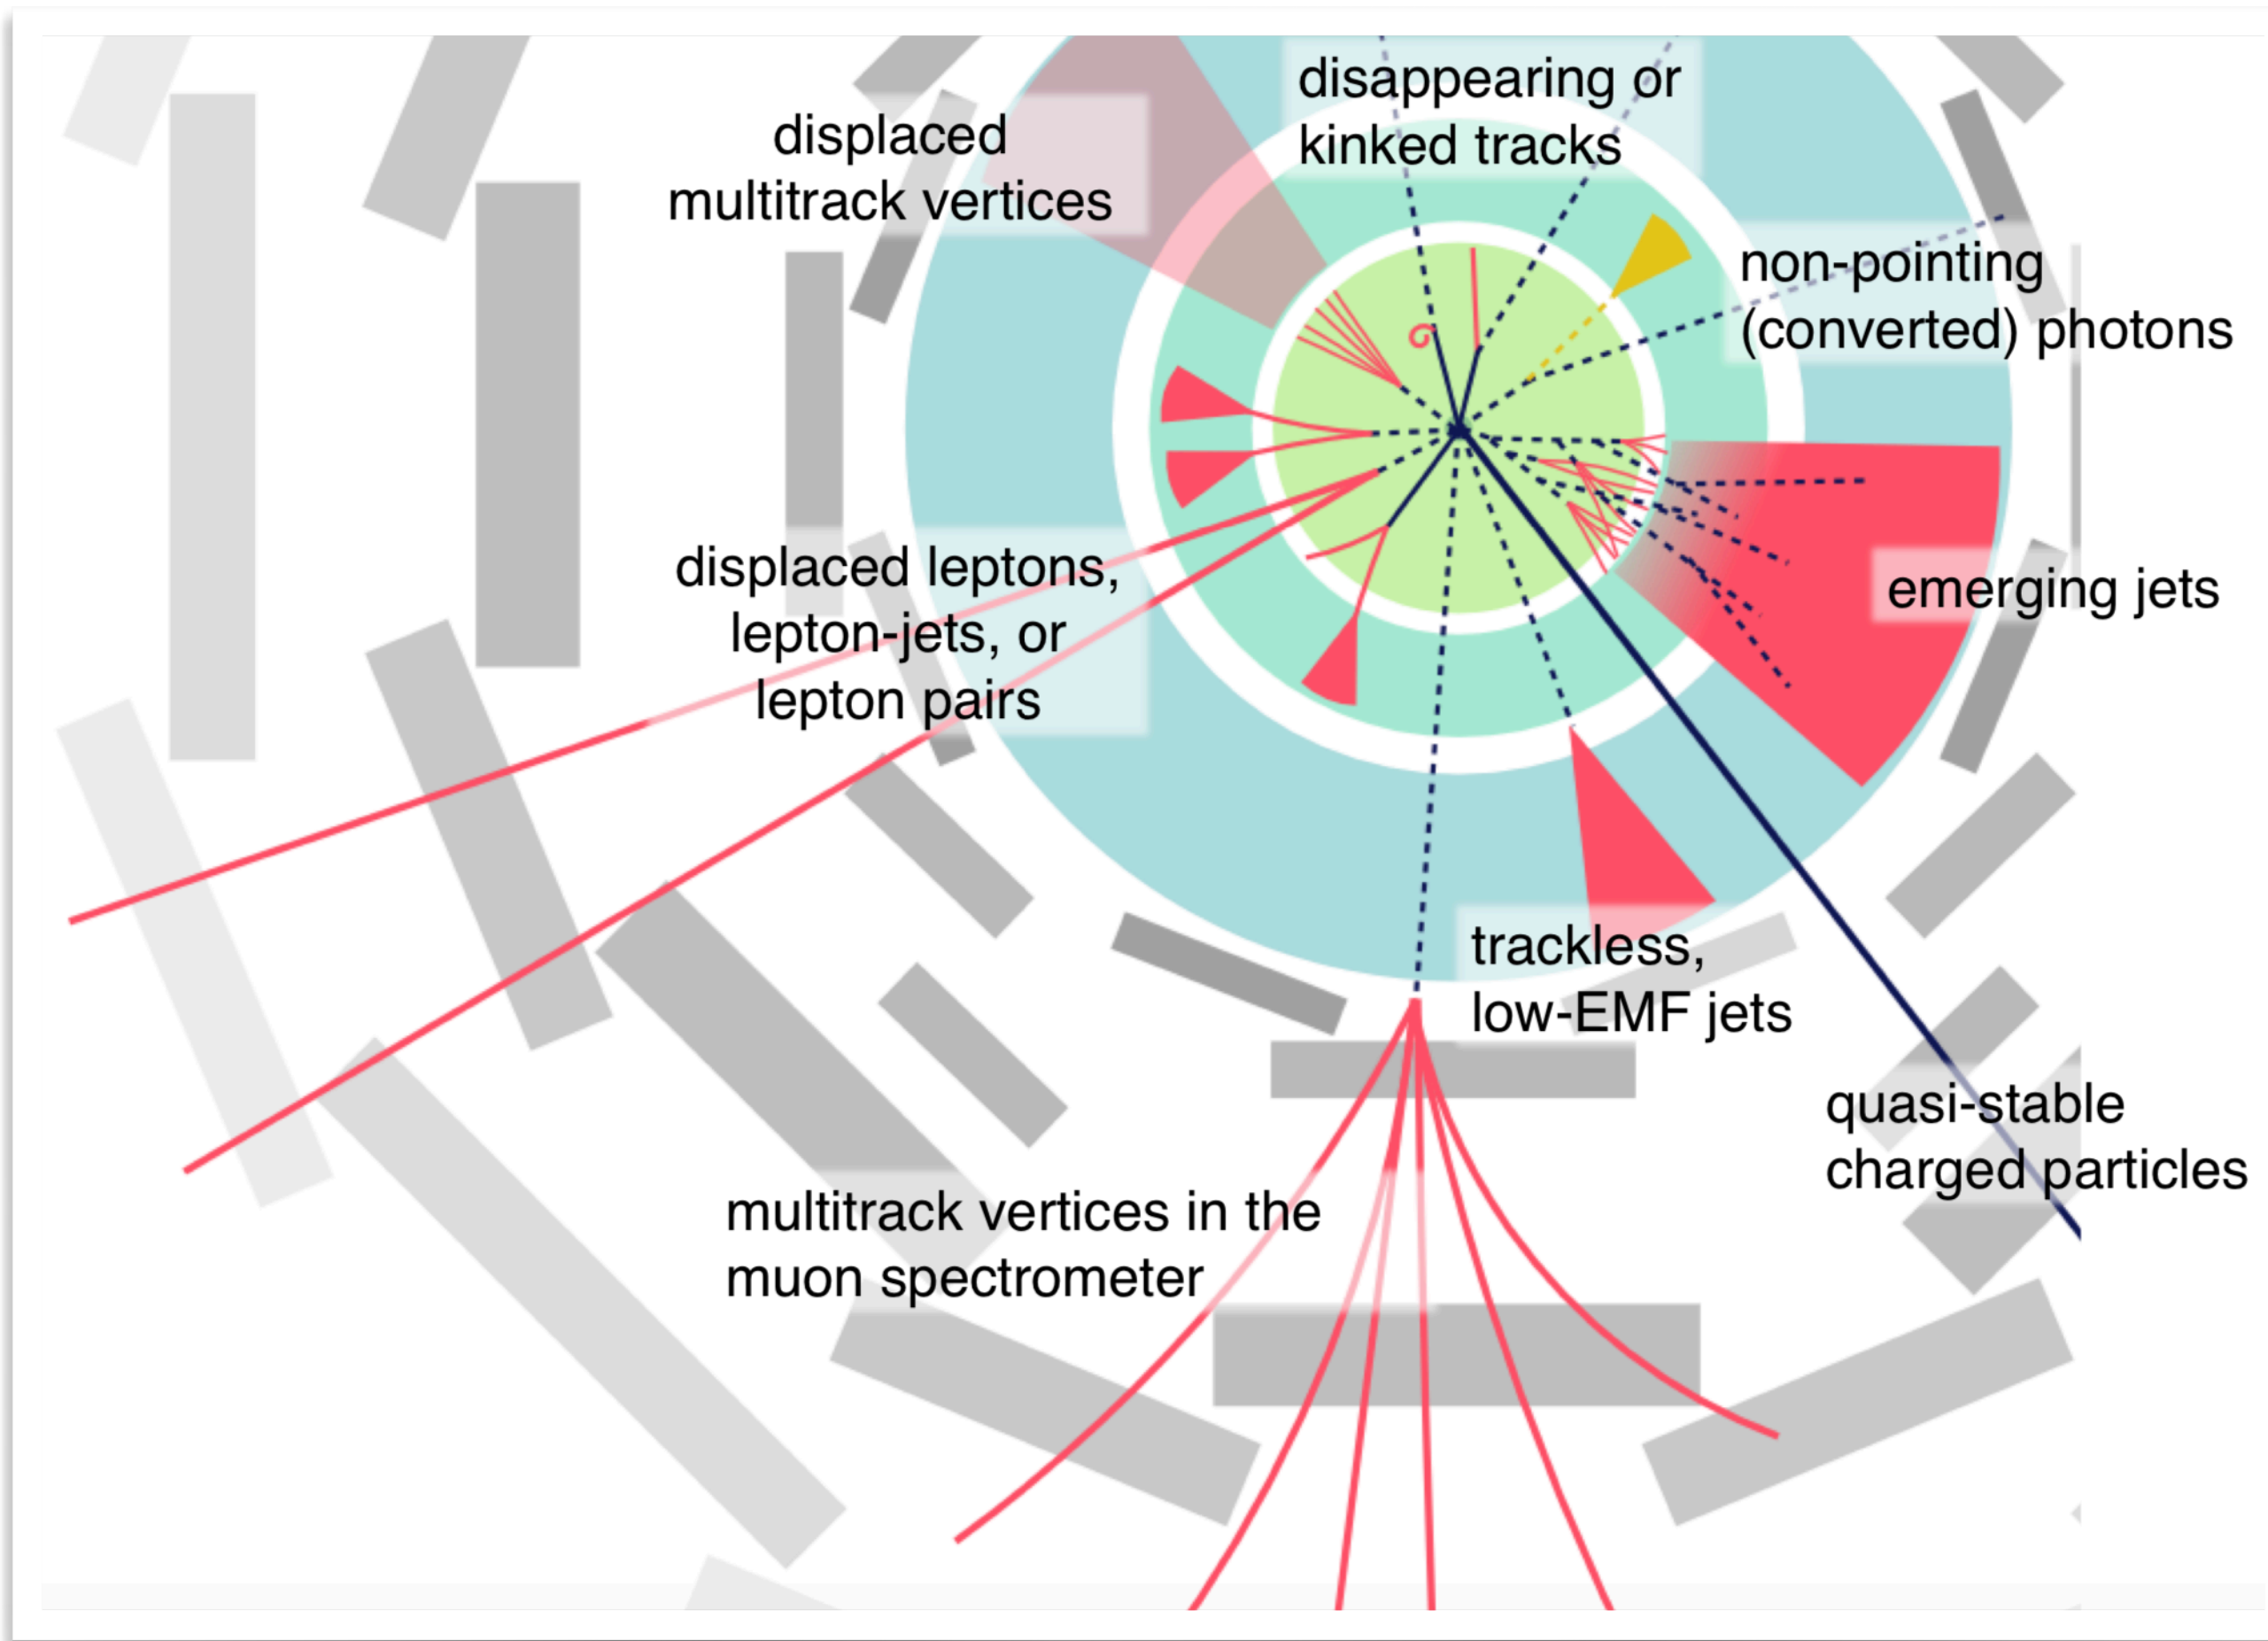 disappearing or
kinked tracks
displaced
multitrack vertices
non-pointing
(converted) photons
displaced leptons,
lepton-jets, or
lepton pairs
emerging jets
trackless,
low-EMF jets
quasi-stable
charged particles
multitrack vertices in the
muon spectrometer